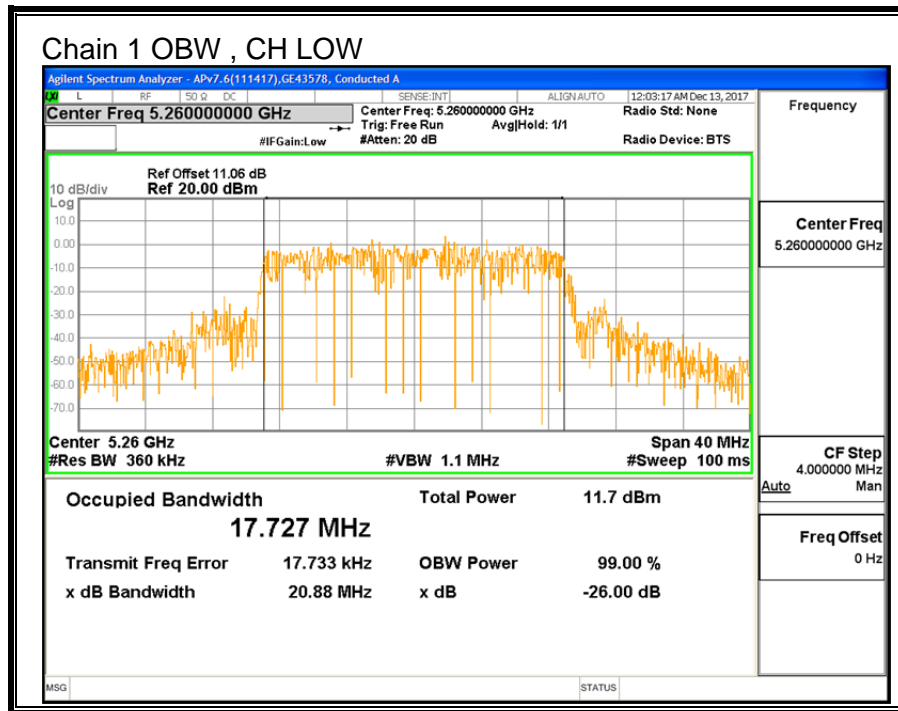 Chain 1 OBW , CH LOW
Agilent Spectrum Analyzer - APv7.6(111417),GE43578, Conducted A
LXI L RF 50 Ω DC SENSE:INT ALIGN AUTO 12:03:17 AM Dec 13, 2017
Center Freq 5.260000000 GHz
Center Freq: 5.260000000 GHz Radio Std: None
Trig: Free Run Avg|Hold: 1/1
#IFGain:Low #Atten: 20 dB Radio Device: BTS
Ref Offset 11.06 dB
10 dB/div Ref 20.00 dBm
Log
10.0
0.00
-10.0
-20.0
-30.0
-40.0
-50.0
-60.0
-70.0
Center 5.26 GHz Span 40 MHz
#Res BW 360 kHz #VBW 1.1 MHz #Sweep 100 ms
Occupied Bandwidth Total Power 11.7 dBm
17.727 MHz
Transmit Freq Error 17.733 kHz OBW Power 99.00 %
x dB Bandwidth 20.88 MHz x dB -26.00 dB
MSG STATUS
Frequency
Center Freq
5.260000000 GHz
CF Step
4.000000 MHz
Auto Man
Freq Offset
0 Hz